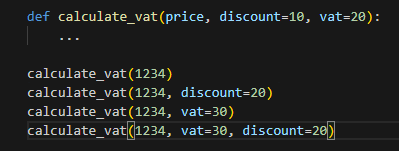 def calculate_vat(price, discount=10, vat=20):
    ...
calculate_vat(1234)
calculate_vat(1234, discount=20)
calculate_vat(1234, vat=30)
calculate_vat(1234, vat=30, discount=20)